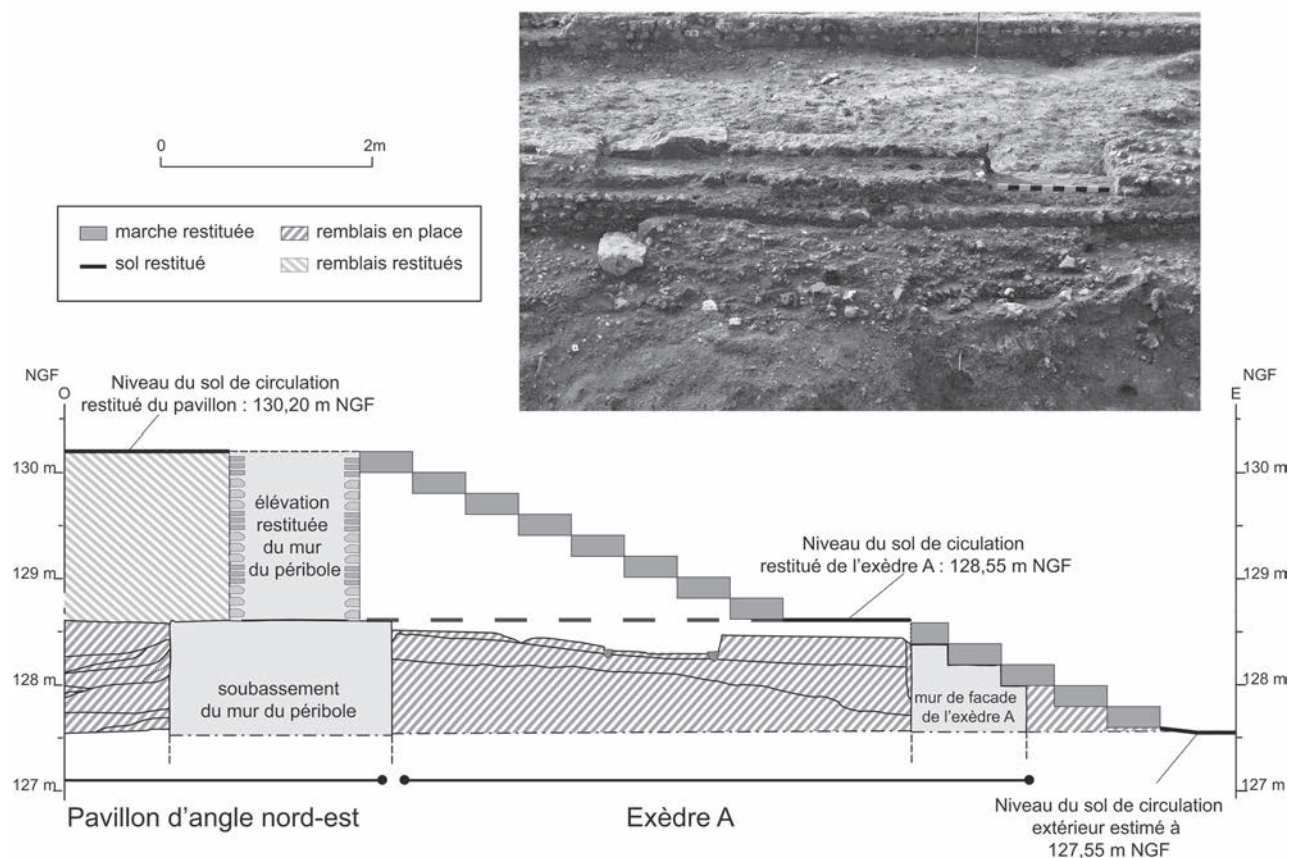 0 2m
marche restituée remblais en place
sol restitué remblais restitués
NGF
O
Niveau du sol de circulation
restitué du pavillon : 130,20 m NGF
NGF
E
130 m
130 m
élévation
restituée
du mur
du péribole
Niveau du sol de ciculation
restitué de l'exèdre A : 128,55 m NGF
129 m
129 m
soubassement
du mur du péribole
128 m
128 m
mur de facade
de l'exèdre A
127 m
127 m
Pavillon d'angle nord-est
Exèdre A
Niveau du sol de circulation
extérieur estimé à
127,55 m NGF